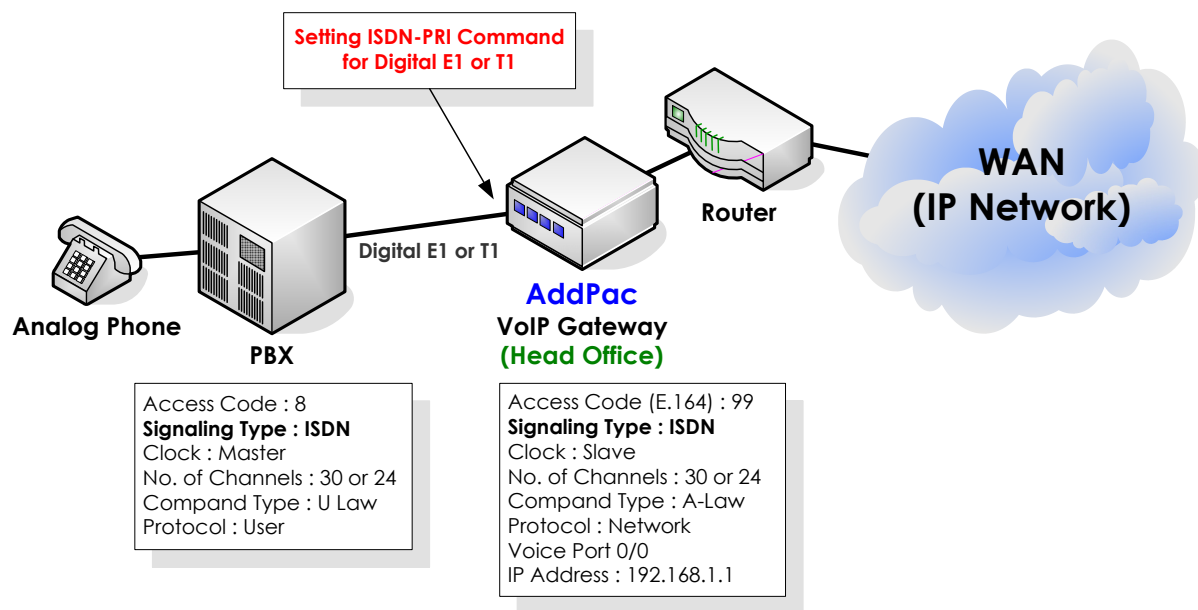 Setting ISDN-PRI Command
for Digital E1 or T1
WAN
(IP Network)
Router
Digital E1 or T1
AddPac
VoIP Gateway
(Head Office)
Analog Phone
PBX
Access Code : 8
Signaling Type : ISDN
Clock : Master
No. of Channels : 30 or 24
Compand Type : U Law
Protocol : User
Access Code (E.164) : 99
Signaling Type : ISDN
Clock : Slave
No. of Channels : 30 or 24
Compand Type : A-Law
Protocol : Network
Voice Port 0/0
IP Address : 192.168.1.1